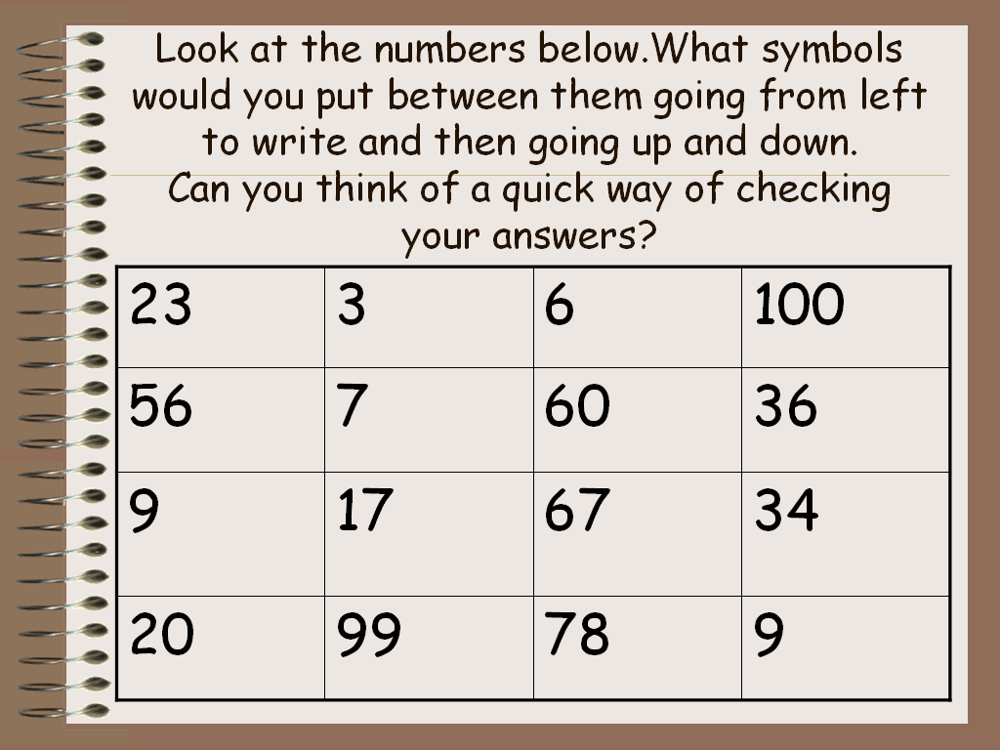 Look at the numbers below.What symbols
would you put between them going from left
to write and then going up and down.
Can you think of a quick way of checking
your answers?
23 3 6 100
56 7 60 36
9 17 67 34
20 99 78 9